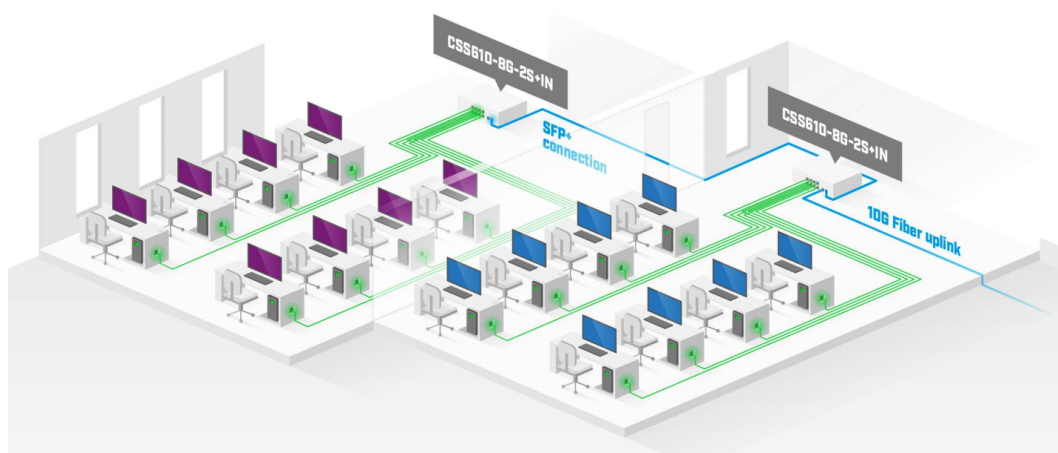 CSS610-8G-2S+IN
SFP+
connection
CSS610-8G-2S+IN
10G Fiber uplink